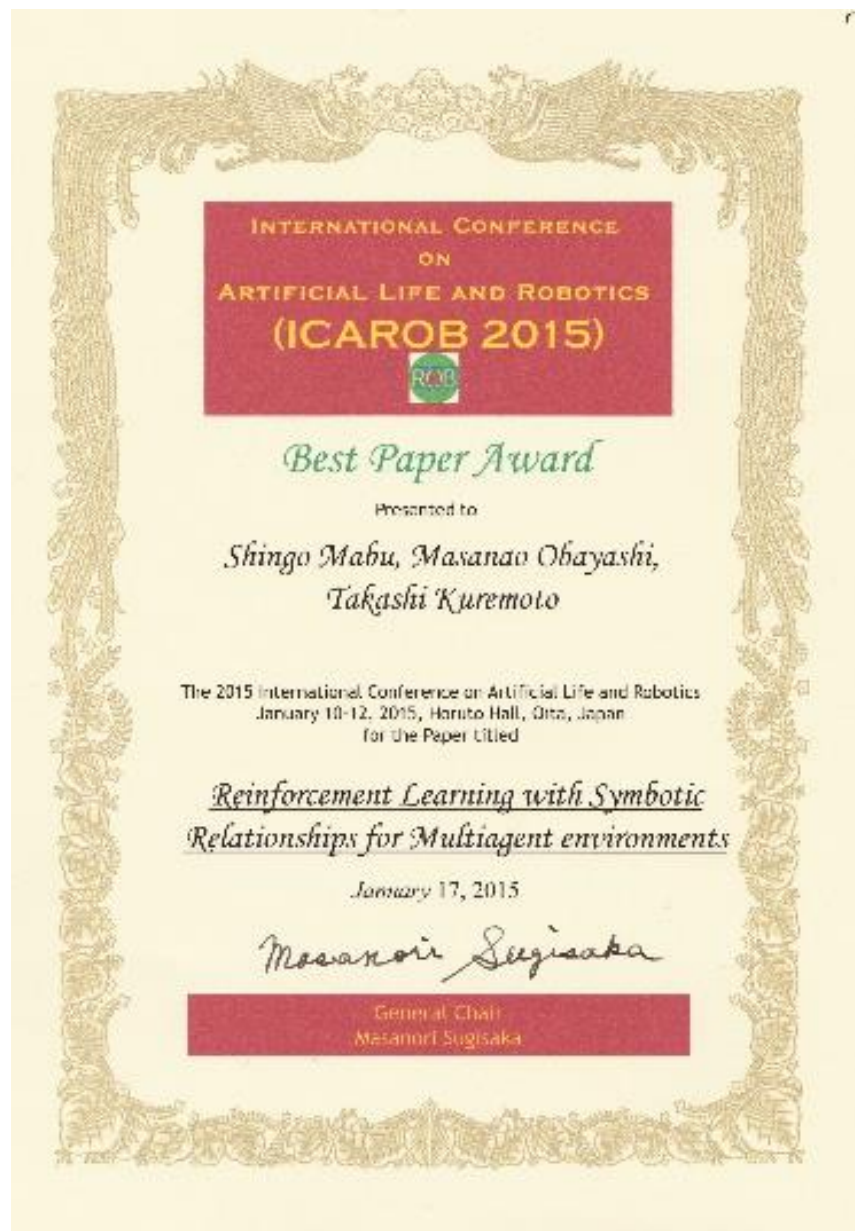 INTERNATIONAL CONFERENCE
ON
ARTIFICIAL LIFE AND ROBOTICS
(ICAROB 2015)
ROB
Best Paper Award
Presented to
Shingo Mabu, Masanao Obayashi,
Takashi Kuremoto
The 2015 International Conference on Artificial Life and Robotics
January 10-12, 2015, Horuto Hall, Oita, Japan
for the Paper titled
Reinforcement Learning with Symbotic
Relationships for Multiagent environments
January 17, 2015
Masanori Sugisaka
General Chair
Masanori Sugisaka